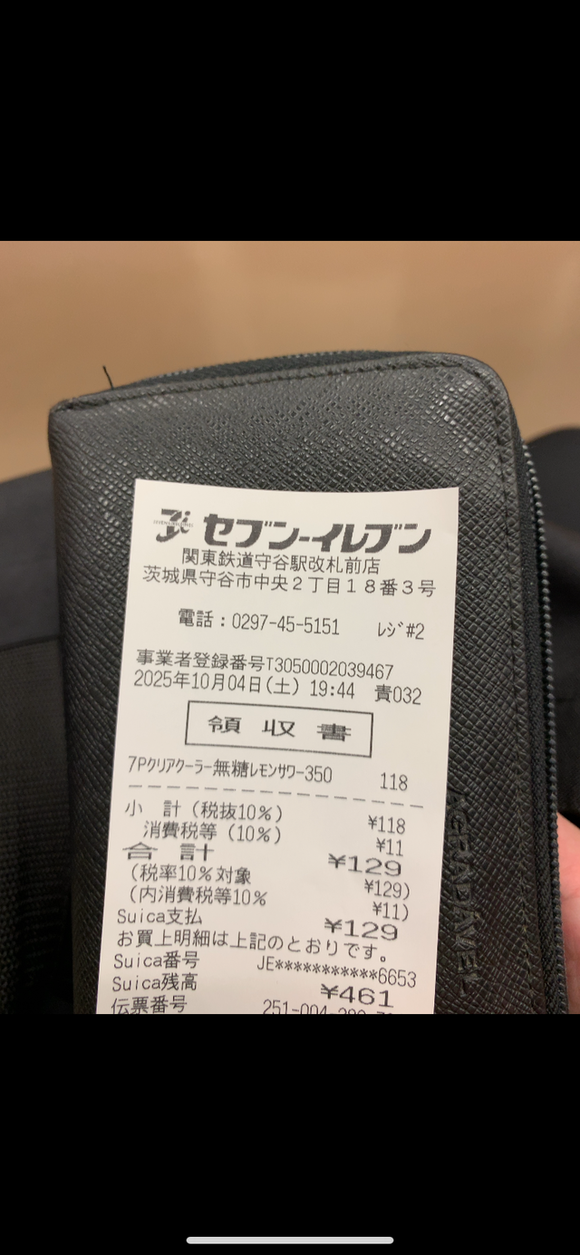 セブン-イレブン
関東鉄道守谷駅改札前店
茨城県守谷市中央２丁目１８番３号
電話：0297-45-5151 ﾚｼﾞ#2
事業者登録番号T3050002039467
2025年10月04日(土) 19:44 責032
領収書
7Pｸﾘｱｸｰﾗｰ無糖ﾚﾓﾝｻﾜｰ350 118
小 計（税抜10%） ¥118
消費税等（10%） ¥11
合 計 ¥129
（税率10%対象 ¥129）
（内消費税等10% ¥11）
Suica支払 ¥129
お買上明細は上記のとおりです。
Suica番号 JE***********6653
Suica残高 ¥461
伝票番号